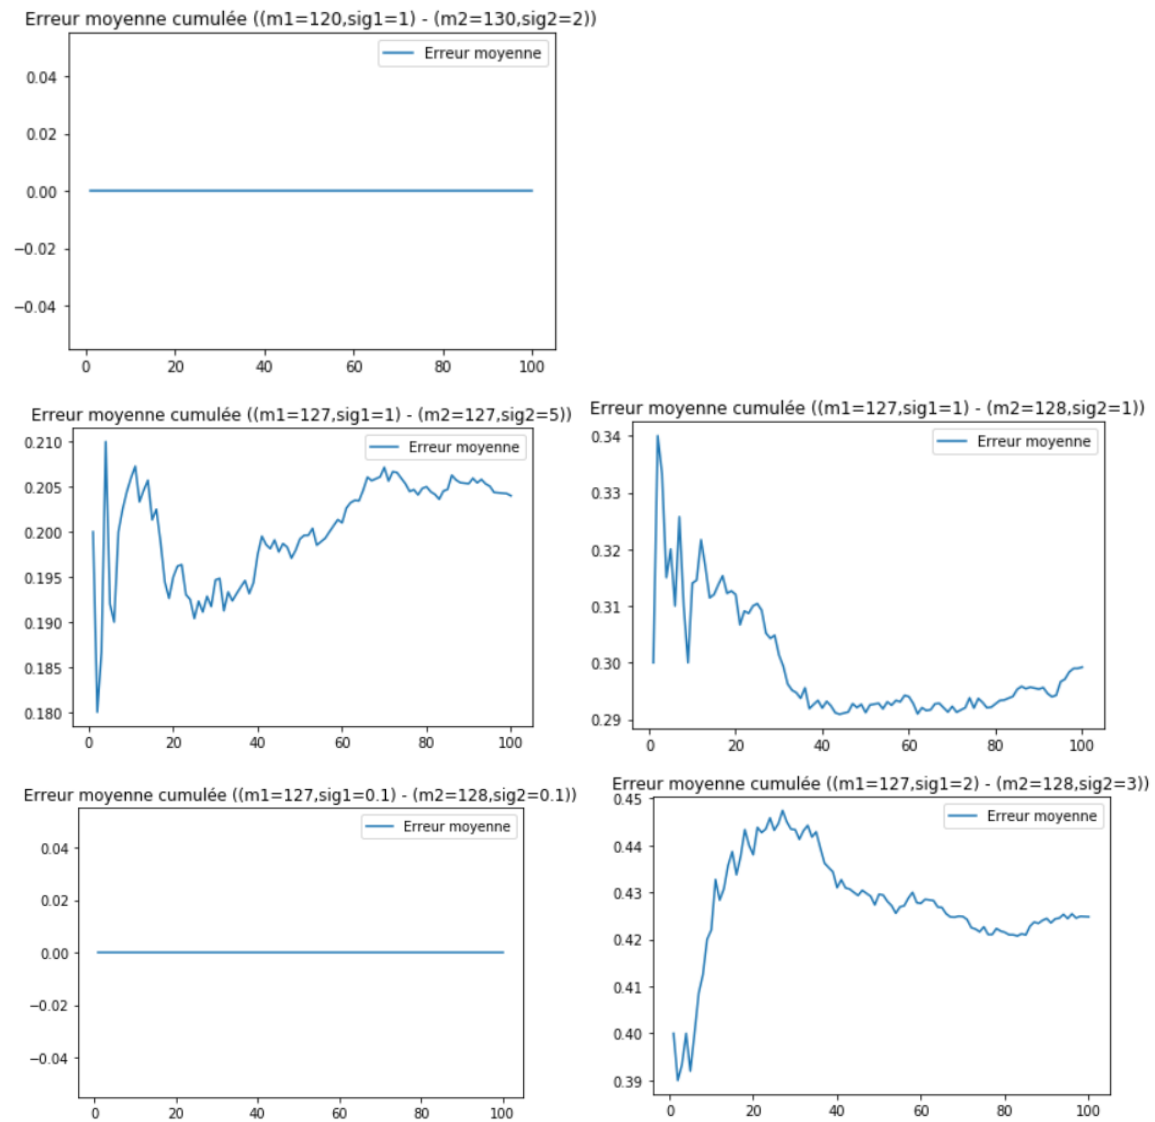 Erreur moyenne cumulée ((m1=120,sig1=1) - (m2=130,sig2=2))
Erreur moyenne
0.04
0.02
0.00
−0.02
−0.04
0 20 40 60 80 100
Erreur moyenne cumulée ((m1=127,sig1=1) - (m2=127,sig2=5))
Erreur moyenne
0.210
0.205
0.200
0.195
0.190
0.185
0.180
0 20 40 60 80 100
Erreur moyenne cumulée ((m1=127,sig1=1) - (m2=128,sig2=1))
Erreur moyenne
0.34
0.33
0.32
0.31
0.30
0.29
0 20 40 60 80 100
Erreur moyenne cumulée ((m1=127,sig1=0.1) - (m2=128,sig2=0.1))
Erreur moyenne
0.04
0.02
0.00
−0.02
−0.04
0 20 40 60 80 100
Erreur moyenne cumulée ((m1=127,sig1=2) - (m2=128,sig2=3))
Erreur moyenne
0.45
0.44
0.43
0.42
0.41
0.40
0.39
0 20 40 60 80 100